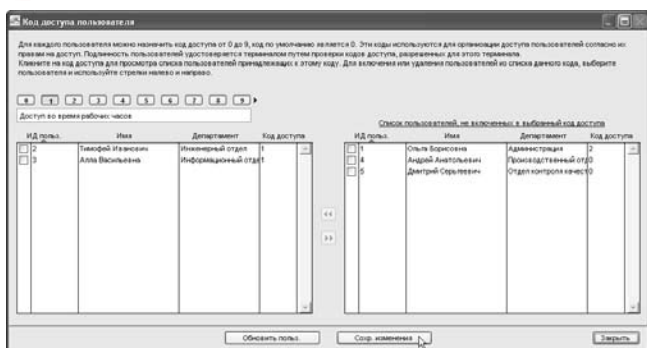 Код доступа пользователя
Для каждого пользователя можно назначить код доступа от 0 до 9, код по умолчанию является 0. Эти коды используются для организации доступа пользователей согласно их
правам на доступ. Подлинность пользователей удостоверяется терминалом путем проверки кодов доступа, разрешенных для этого терминала.
Кликните на код доступа для просмотра списка пользователей принадлежащих к этому коду. Для включения или удаления пользователей из списка данного кода, выберите
пользователя и используйте стрелки налево и направо.
0 1 2 3 4 5 6 7 8 9
Доступ во время рабочих часов
Список пользователей, не включенных в выбранный код доступа
ИД польз. Имя Департамент Код доступа ИД польз. Имя Департамент Код доступа
2 Тимофей Иванович Инженерный отдел 1 1 Ольга Борисовна Администрация 2
3 Алла Васильевна Информационный отде 1 4 Андрей Анатольевич Производственный отд 0
5 Дмитрий Сергеевич Отдел контроля качест 0
<<
>>
Обновить польз. Сохр. изменения Закрыть